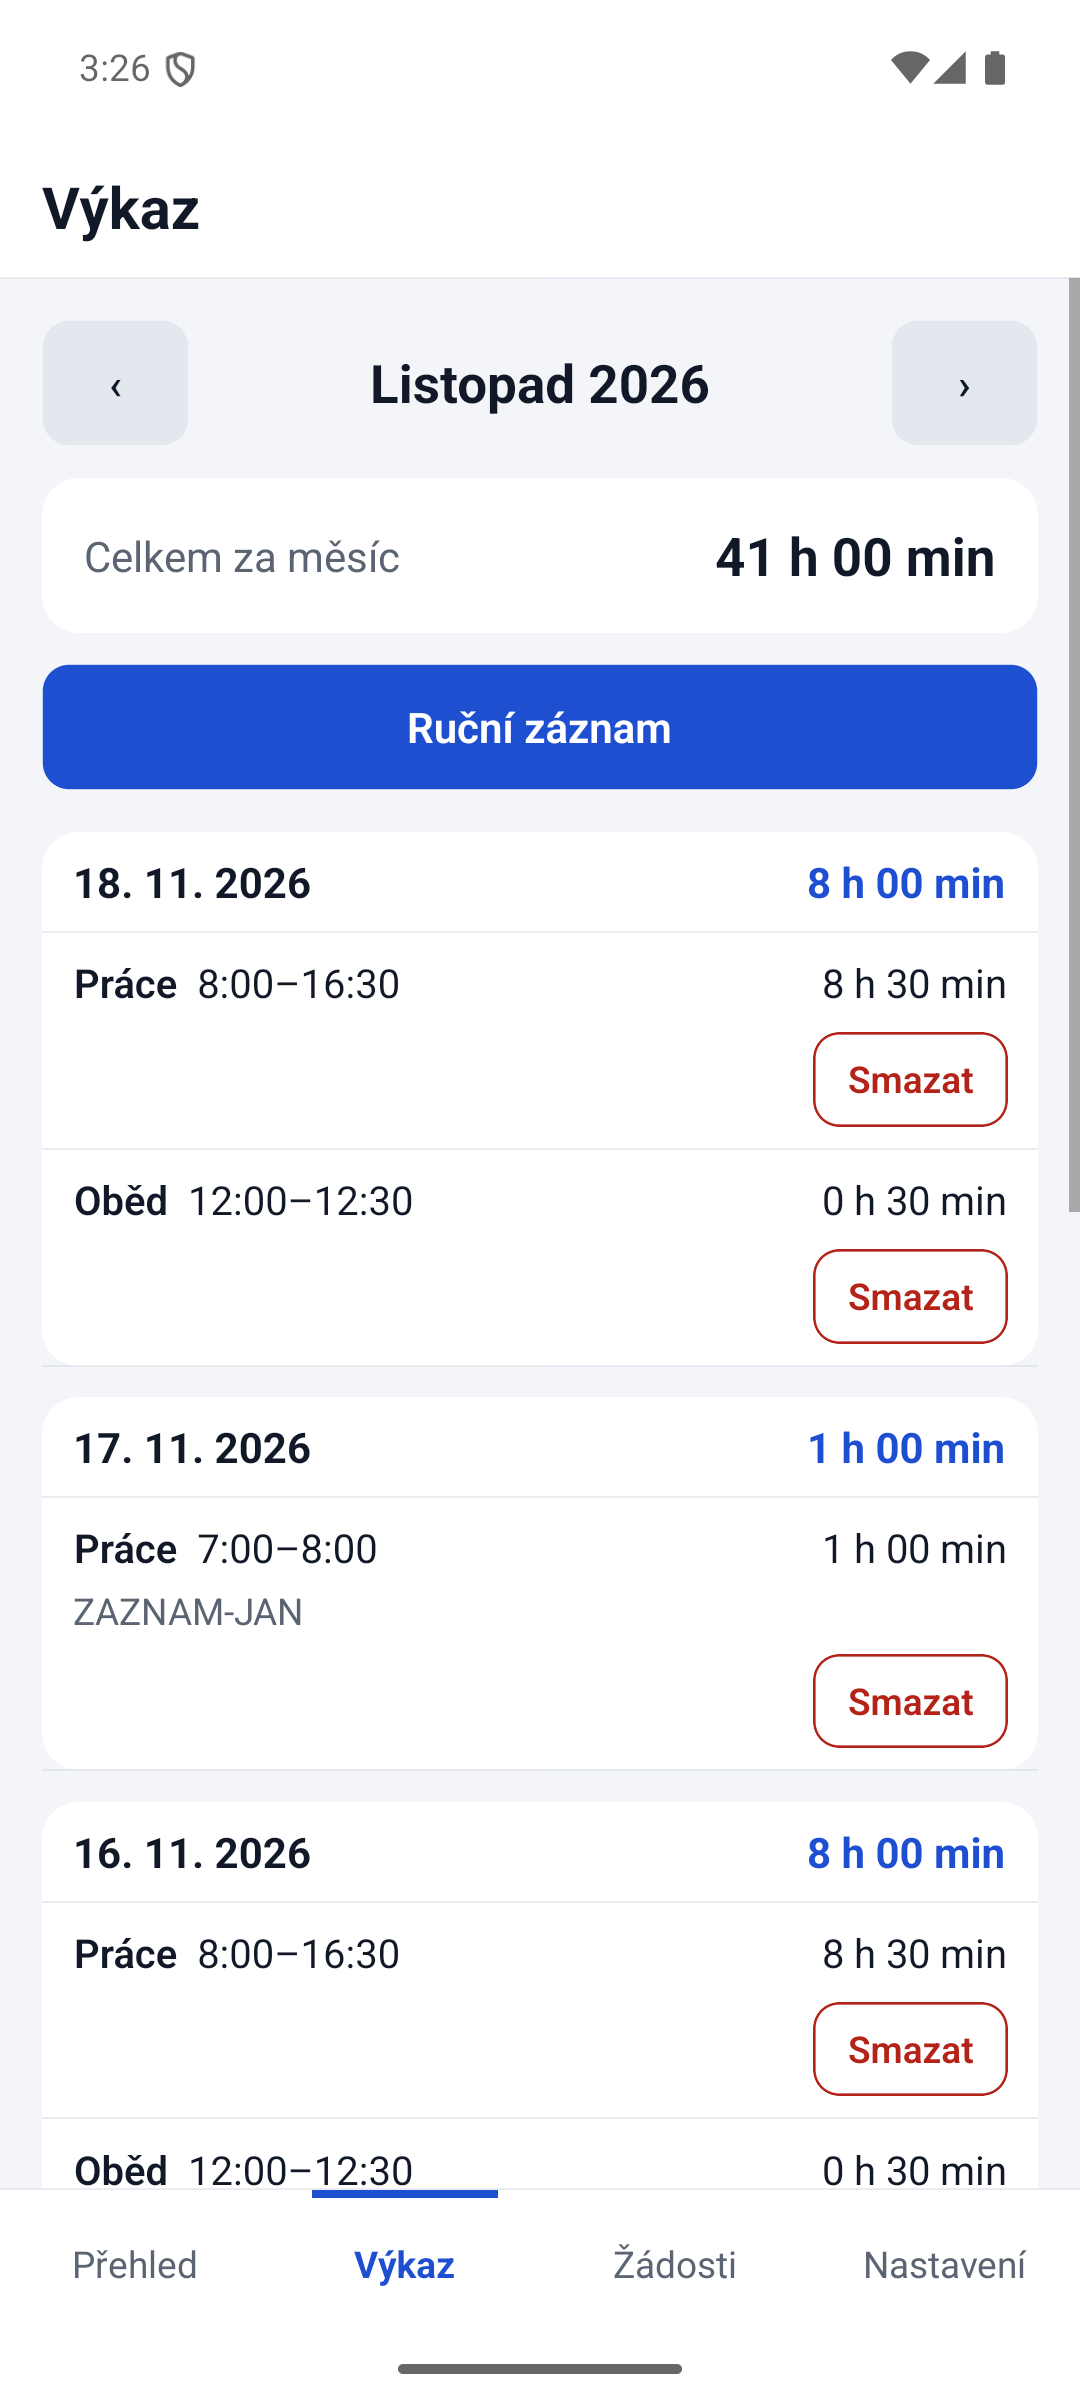 3:26
Výkaz
‹ Listopad 2026 ›
Celkem za měsíc 41 h 00 min
Ruční záznam
18. 11. 2026 8 h 00 min
Práce 8:00–16:30 8 h 30 min
Smazat
Oběd 12:00–12:30 0 h 30 min
Smazat
17. 11. 2026 1 h 00 min
Práce 7:00–8:00 1 h 00 min
ZAZNAM-JAN
Smazat
16. 11. 2026 8 h 00 min
Práce 8:00–16:30 8 h 30 min
Smazat
Oběd 12:00–12:30 0 h 30 min
Přehled Výkaz Žádosti Nastavení